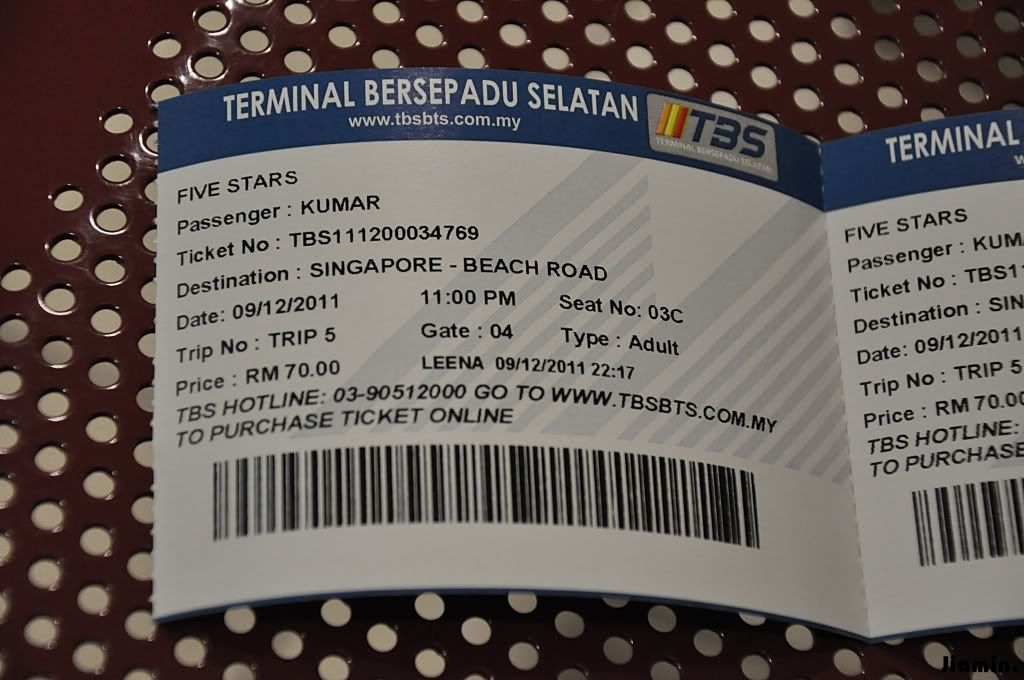 TERMINAL BERSEPADU SELATAN
www.tbsbts.com.my
TBS
TERMINAL BERSEPADU SELATAN
FIVE STARS
Passenger : KUMAR
Ticket No : TBS111200034769
Destination : SINGAPORE - BEACH ROAD
Date: 09/12/2011 11:00 PM Seat No: 03C
Trip No : TRIP 5 Gate : 04 Type : Adult
Price : RM 70.00 LEENA 09/12/2011 22:17
TBS HOTLINE: 03-90512000 GO TO WWW.TBSBTS.COM.MY
TO PURCHASE TICKET ONLINE
TERMINAL
FIVE STARS
Passenger : KUM
Ticket No : TBS1
Destination : SIN
Date: 09/12/2011
Trip No : TRIP 5
Price : RM 70.00
TBS HOTLINE:
TO PURCHASE
Jiamin.